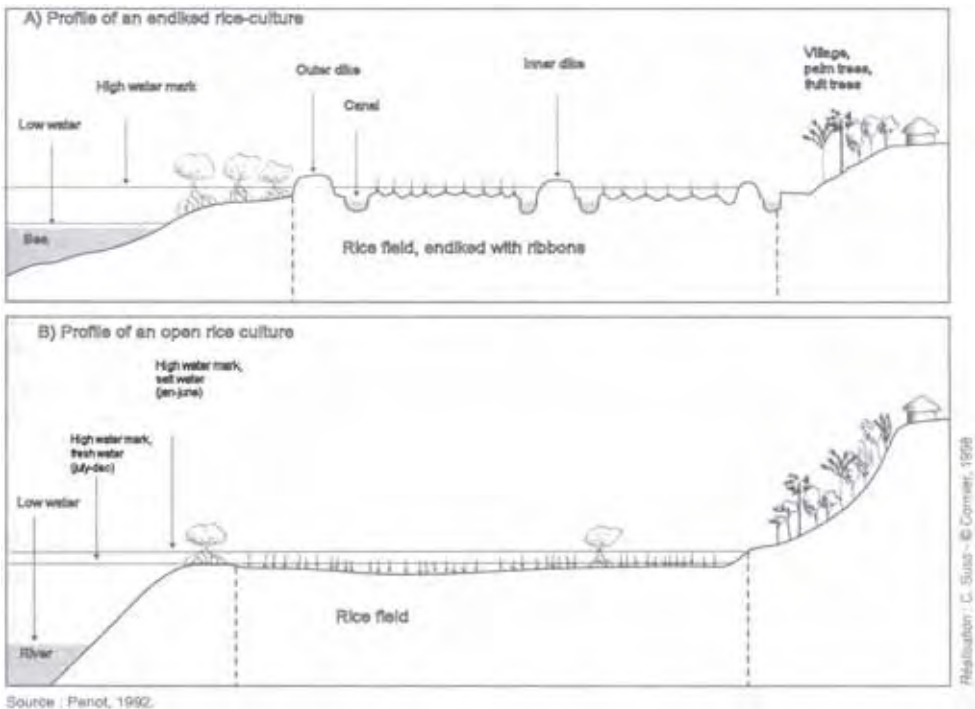 A) Profile of an endiked rice-culture
Outer dike
Inner dike
Village,
palm trees,
fruit trees
High water mark
Canal
Low water
Sea
Rice field, endiked with ribbons
B) Profile of an open rice culture
High water mark,
salt water
(jan-june)
High water mark,
fresh water
(july-dec)
Low water
Rice field
River
Source : Penot, 1992.
Réalisation : C. Suss - © Cormier, 1998